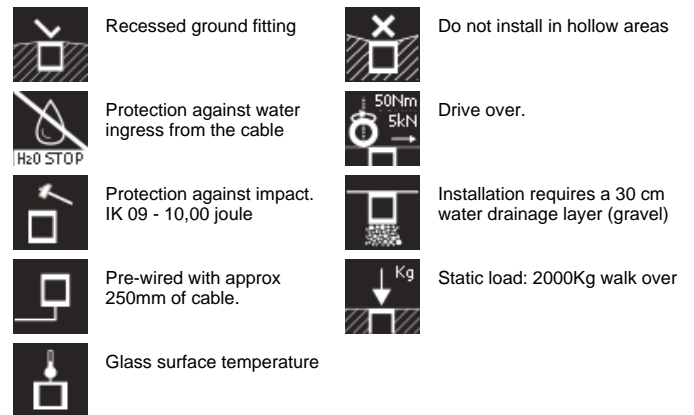 Recessed ground fitting
Do not install in hollow areas
H20 STOP
Protection against water
ingress from the cable
50Nm
5kN
Drive over.
Protection against impact.
IK 09 - 10,00 joule
Installation requires a 30 cm
water drainage layer (gravel)
Pre-wired with approx
250mm of cable.
Kg
Static load: 2000Kg walk over
Glass surface temperature